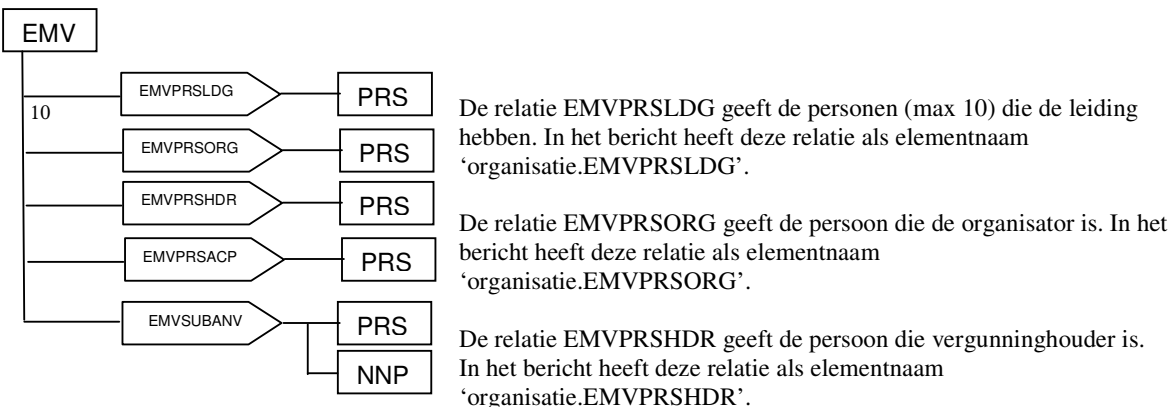 EMV
EMVPRSLDG
PRS
10
EMVPRSORG
PRS
EMVPRSHDR
PRS
EMVPRSACP
PRS
EMVSUBANV
PRS
NNP
De relatie EMVPRSLDG geeft de personen (max 10) die de leiding
hebben. In het bericht heeft deze relatie als elementnaam
‘organisatie.EMVPRSLDG’.
De relatie EMVPRSORG geeft de persoon die de organisator is. In het
bericht heeft deze relatie als elementnaam
‘organisatie.EMVPRSORG’.
De relatie EMVPRSHDR geeft de persoon die vergunninghouder is.
In het bericht heeft deze relatie als elementnaam
‘organisatie.EMVPRSHDR’.